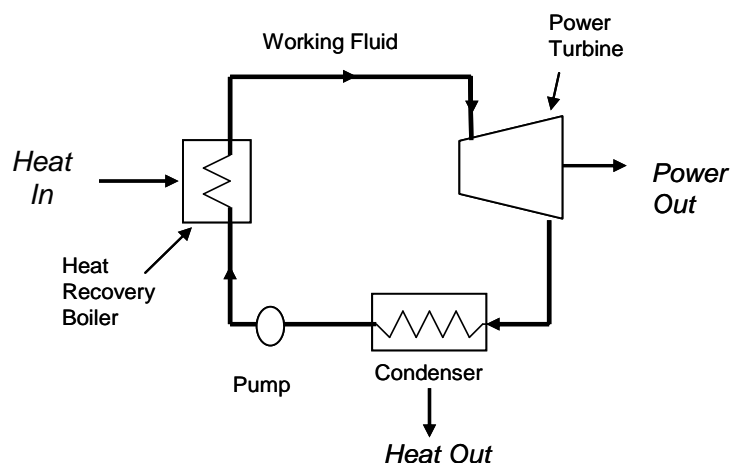 Working Fluid
Power
Turbine
Heat
In
Power
Out
Heat
Recovery
Boiler
Pump
Condenser
Heat Out